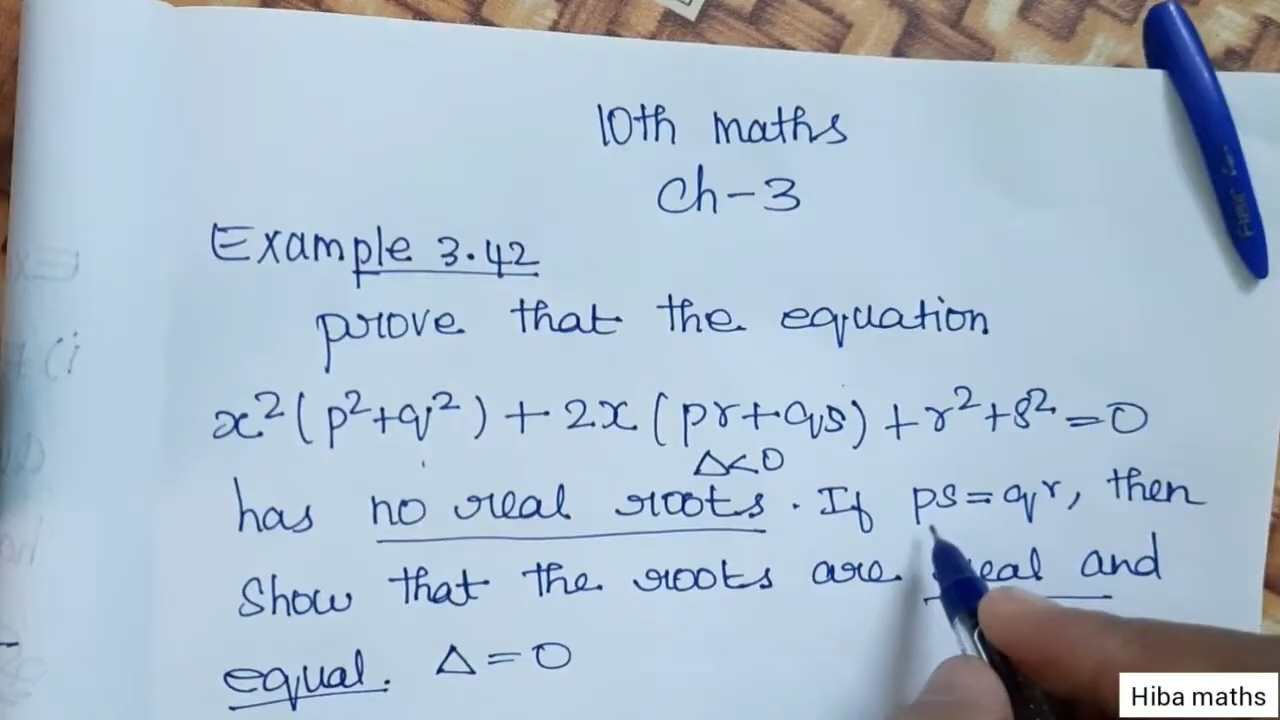 10th maths
Ch-3
Example 3.42
prove that the equation
x²(p²+q²) + 2x(pr+qs) + r²+s² = 0
Δ<0
has no real roots. If ps=qr, then
Show that the roots are real and
equal. Δ=0
Hiba maths